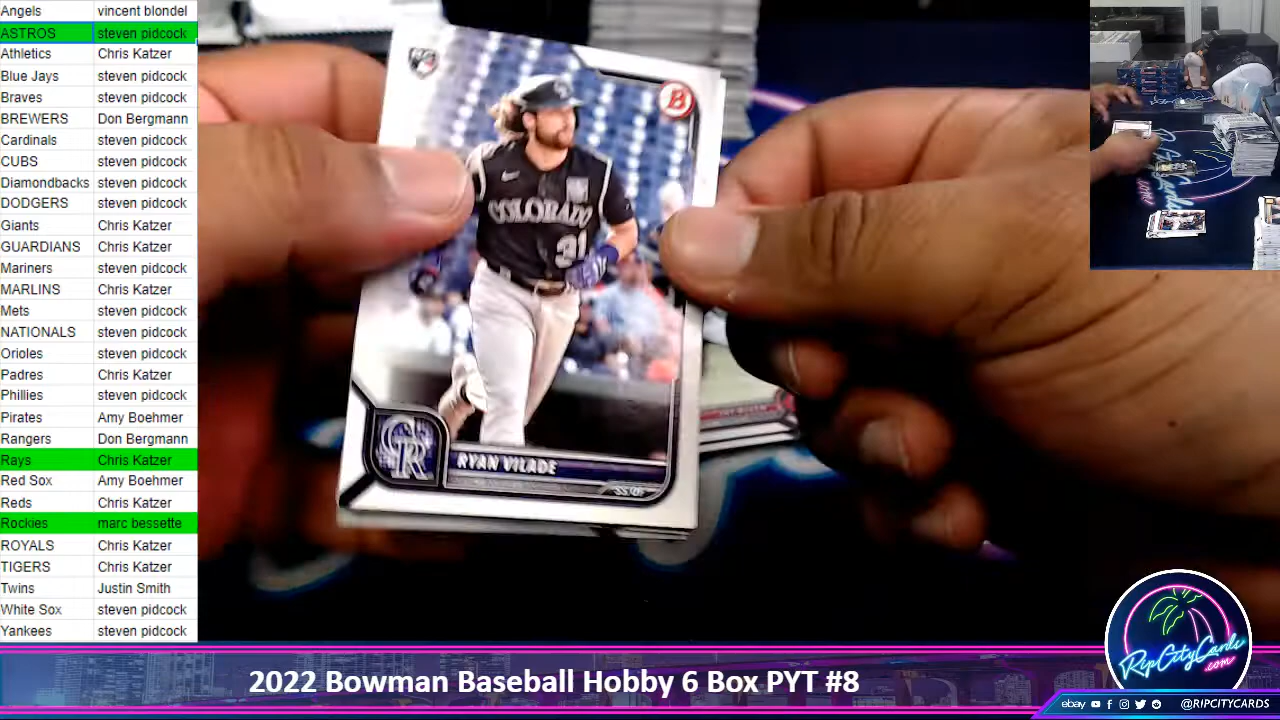 Angels vincent blondel
ASTROS steven pidcock
Athletics Chris Katzer
Blue Jays steven pidcock
Braves steven pidcock
BREWERS Don Bergmann
Cardinals steven pidcock
CUBS steven pidcock
Diamondbacks steven pidcock
DODGERS steven pidcock
Giants Chris Katzer
GUARDIANS Chris Katzer
Mariners steven pidcock
MARLINS Chris Katzer
Mets steven pidcock
NATIONALS steven pidcock
Orioles steven pidcock
Padres Chris Katzer
Phillies steven pidcock
Pirates Amy Boehmer
Rangers Don Bergmann
Rays Chris Katzer
Red Sox Amy Boehmer
Reds Chris Katzer
Rockies marc bessette
ROYALS Chris Katzer
TIGERS Chris Katzer
Twins Justin Smith
White Sox steven pidcock
Yankees steven pidcock
B
COLORADO
31
CR
RYAN VILADE
2022 Bowman Baseball Hobby 6 Box PYT #8
RipCityCards
.com
ebay @RIPCITYCARDS